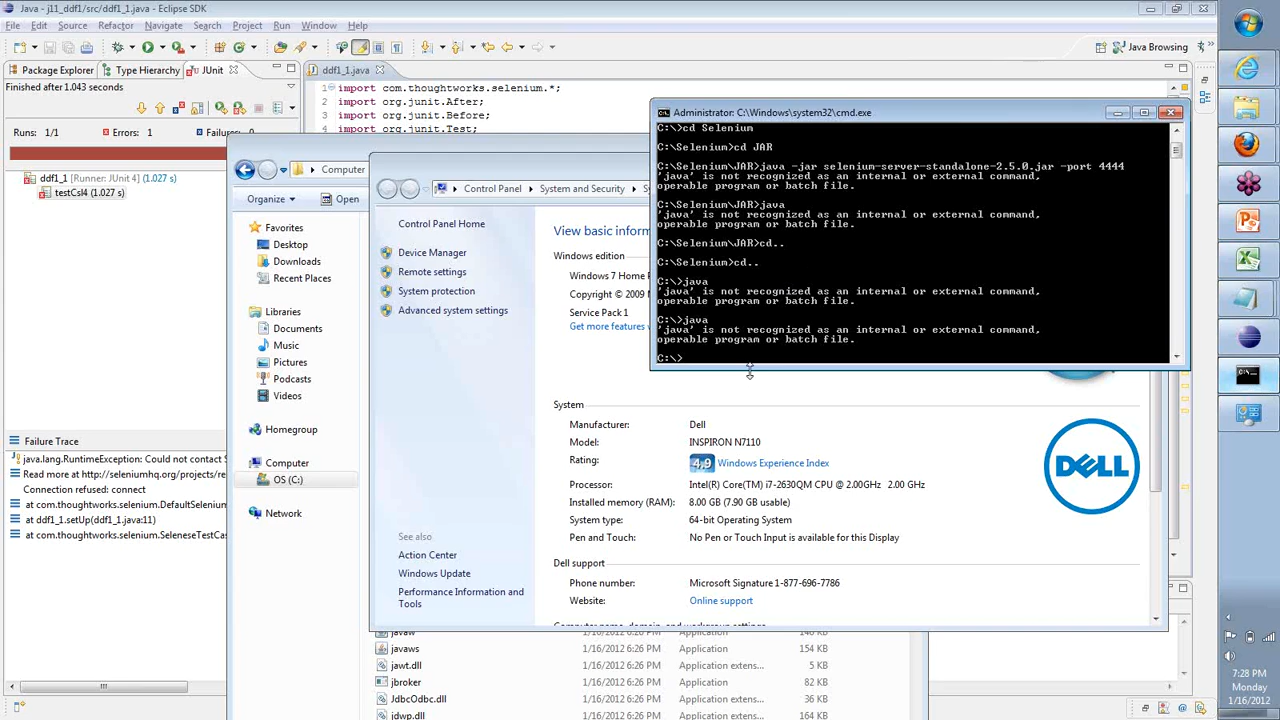 Java - j11_ddf1/src/ddf1_1.java - Eclipse SDK
File Edit Source Refactor Navigate Search Project Run Window Help
Java Browsing
Package Explorer Type Hierarchy JUnit
ddf1_1.java
Finished after 1.043 seconds
Runs: 1/1 Errors: 1 Failures:
ddf1_1 [Runner: JUnit 4] (1.027 s)
testCsl4 (1.027 s)
Failure Trace
java.lang.RuntimeException: Could not contact S
Read more at http://seleniumhq.org/projects/re
Connection refused: connect
at com.thoughtworks.selenium.DefaultSeleniu
at ddf1_1.setUp(ddf1_1.java:11)
at com.thoughtworks.selenium.SeleneseTestCas
1 import com.thoughtworks.selenium.*;
2 import org.junit.After;
3 import org.junit.Before;
4 import org.junit.Test;
Computer
Organize Open
Favorites
Desktop
Downloads
Recent Places
Libraries
Documents
Music
Pictures
Podcasts
Videos
Homegroup
Computer
OS (C:)
Network
Control Panel System and Security
Control Panel Home
Device Manager
Remote settings
System protection
Advanced system settings
See also
Action Center
Windows Update
Performance Information and
Tools
View basic inform
Windows edition
Windows 7 Home P
Copyright © 2009 M
Service Pack 1
Get more features w
System
Manufacturer: Dell
Model: INSPIRON N7110
Rating: 4.9 Windows Experience Index
Processor: Intel(R) Core(TM) i7-2630QM CPU @ 2.00GHz 2.00 GHz
Installed memory (RAM): 8.00 GB (7.90 GB usable)
System type: 64-bit Operating System
Pen and Touch: No Pen or Touch Input is available for this Display
DELL
Dell support
Phone number: Microsoft Signature 1-877-696-7786
Website: Online support
Administrator: C:\Windows\system32\cmd.exe
C:\>cd Selenium
C:\Selenium>cd JAR
C:\Selenium\JAR>java -jar selenium-server-standalone-2.5.0.jar -port 4444
'java' is not recognized as an internal or external command,
operable program or batch file.
C:\Selenium\JAR>java
'java' is not recognized as an internal or external command,
operable program or batch file.
C:\Selenium\JAR>cd..
C:\Selenium>cd..
C:\>java
'java' is not recognized as an internal or external command,
operable program or batch file.
C:\>java
'java' is not recognized as an internal or external command,
operable program or batch file.
C:\>
javaw 1/16/2012 6:26 PM Application 146 KB
javaws 1/16/2012 6:26 PM Application 154 KB
jawt.dll 1/16/2012 6:26 PM Application extens... 5 KB
jbroker 1/16/2012 6:26 PM Application 82 KB
JdbcOdbc.dll 1/16/2012 6:26 PM Application extens... 36 KB
jdwp.dll 1/16/2012 6:26 PM Application extens... 164 KB
7:28 PM
Monday
1/16/2012